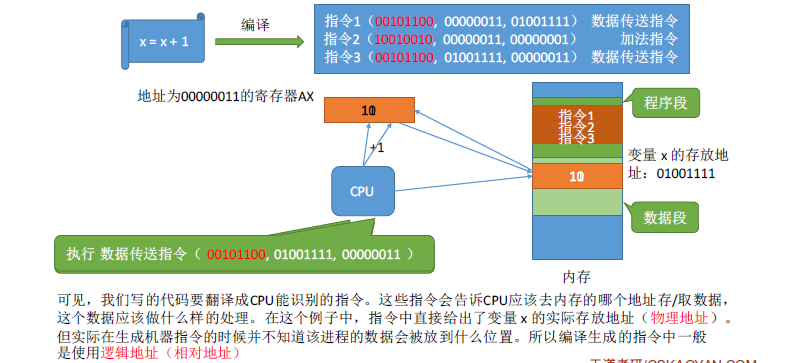 x = x + 1
编译
指令1（00101100, 00000011, 01001111） 数据传送指令
指令2（10010010, 00000011, 00000001） 加法指令
指令3（00101100, 01001111, 00000011） 数据传送指令
地址为00000011的寄存器AX
+1
CPU
执行 数据传送指令（ 00101100, 01001111, 00000011 ）
指令1
指令2
指令3
程序段
变量 x 的存放地
址：01001111
数据段
内存
可见，我们写的代码要翻译成CPU能识别的指令。这些指令会告诉CPU应该去内存的哪个地址存/取数据，
这个数据应该做什么样的处理。在这个例子中，指令中直接给出了变量 x 的实际存放地址（物理地址）。
但实际在生成机器指令的时候并不知道该进程的数据会被放到什么位置。所以编译生成的指令中一般
是使用逻辑地址（相对地址）